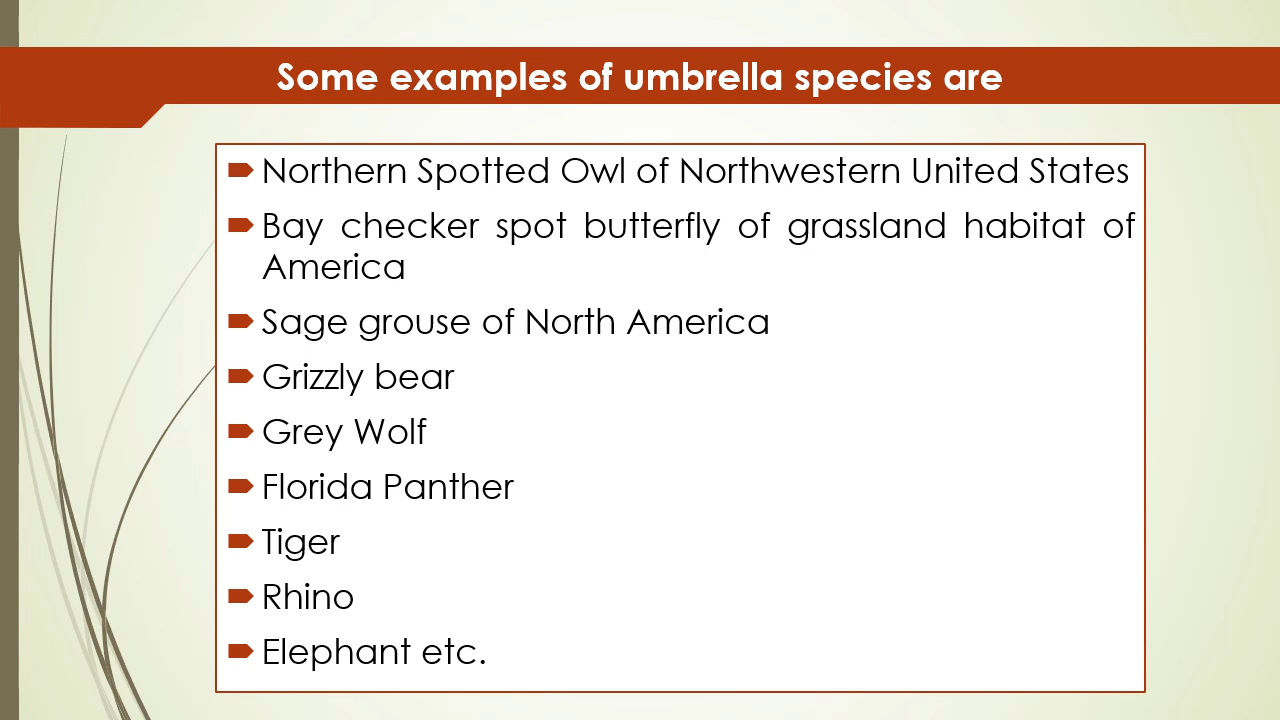 Some examples of umbrella species are
Northern Spotted Owl of Northwestern United States
Bay checker spot butterfly of grassland habitat of
America
Sage grouse of North America
Grizzly bear
Grey Wolf
Florida Panther
Tiger
Rhino
Elephant etc.